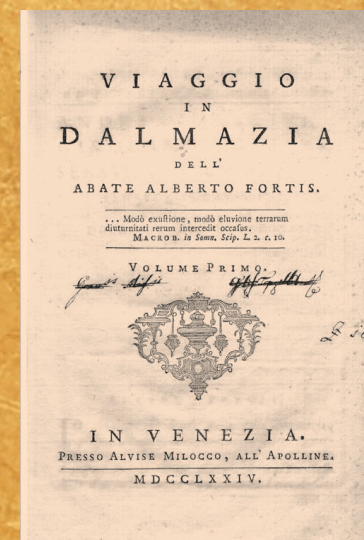 VIAGGIO
IN
DALMAZIA
DELL'
ABATE ALBERTO FORTIS.
... Modò exuſtione, modò eluvione terrarum
diuturnitati rerum intercedit occaſus.
MACROB. in Somn. Scip. L. 2. c. 10.
VOLUME PRIMO.
IN VENEZIA.
PRESSO ALVISE MILOCCO, ALL' APOLLINE.
MDCCLXXIV.